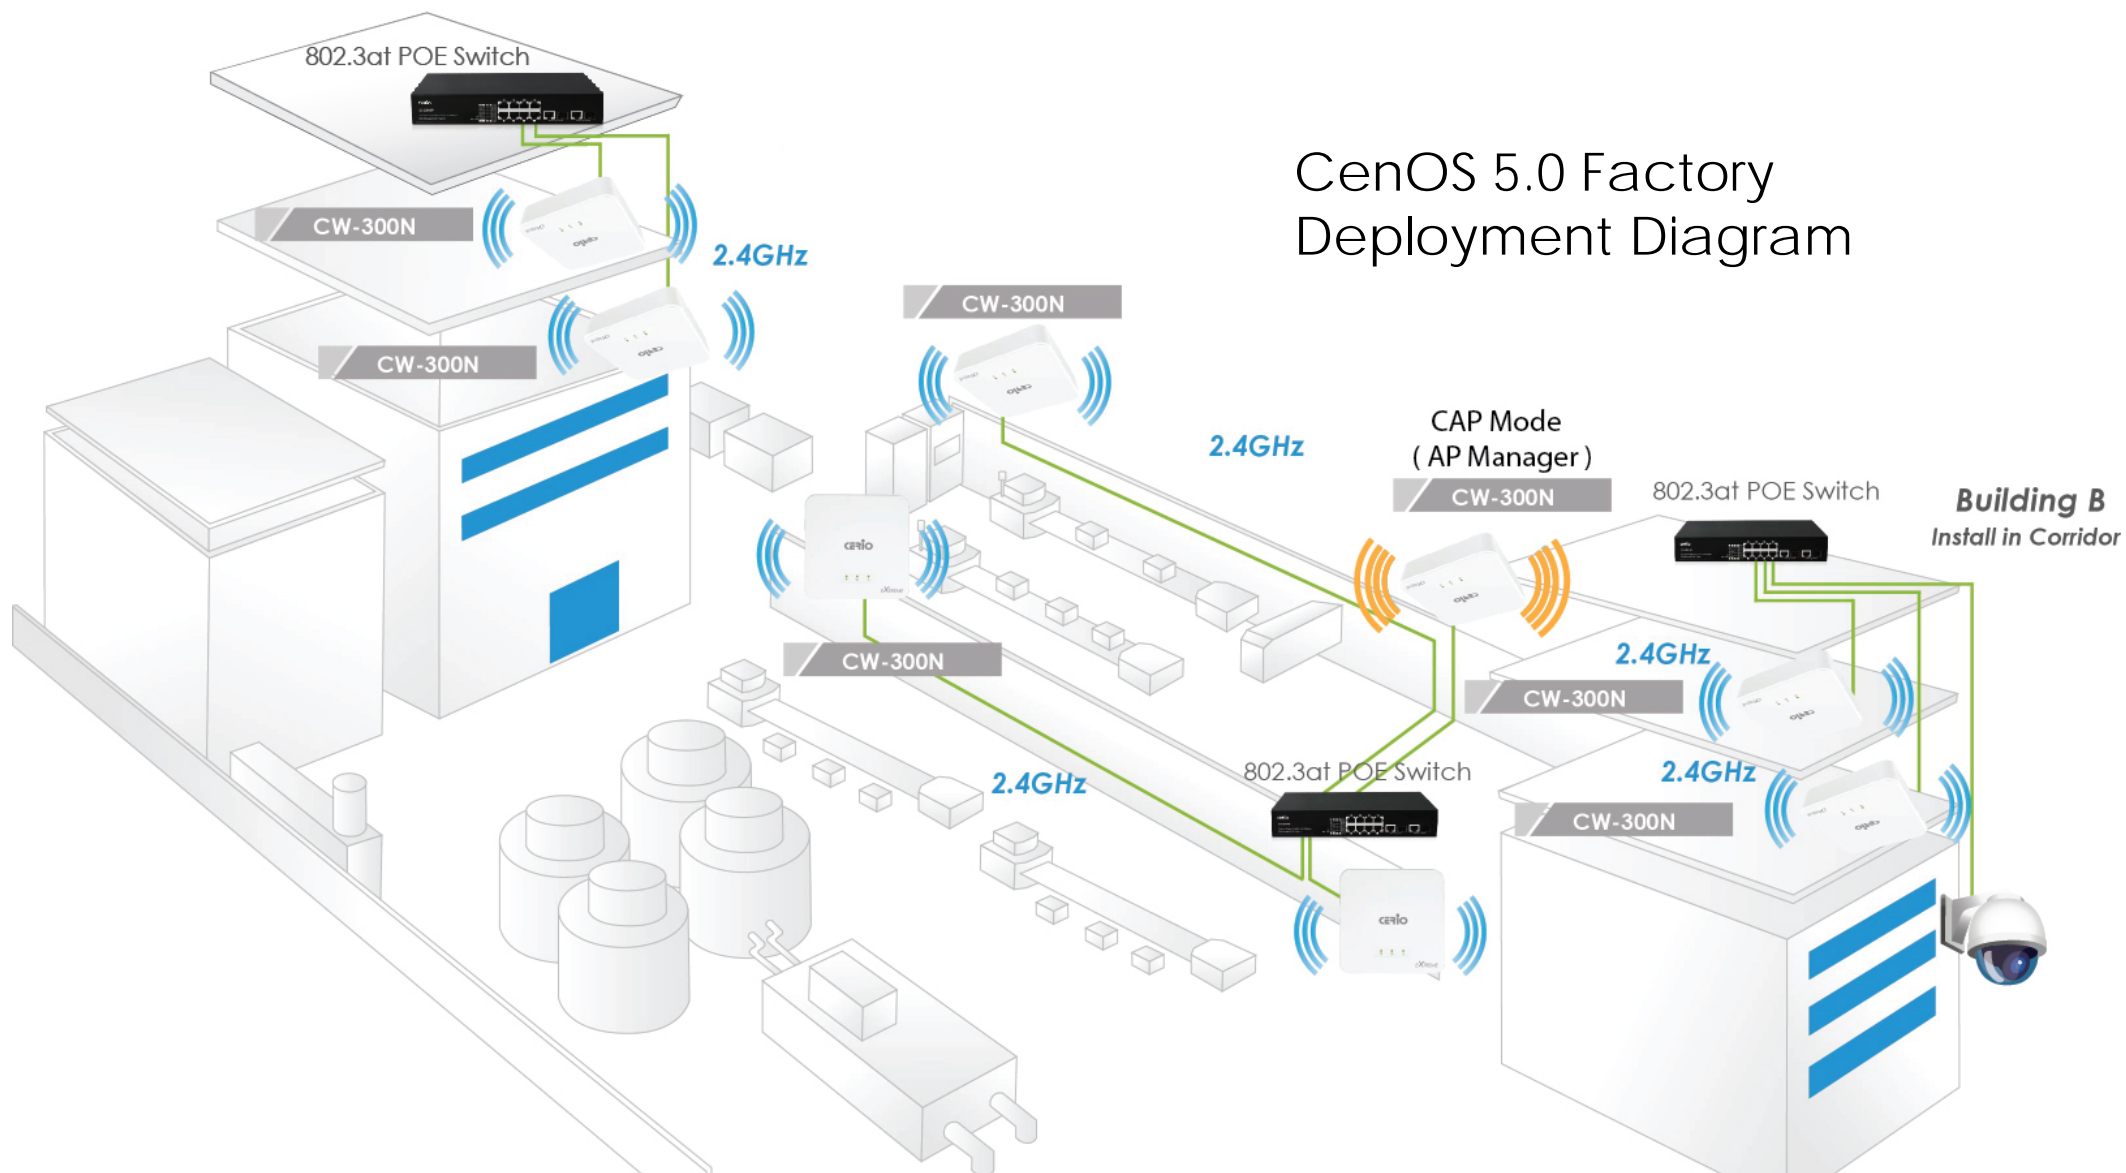 802.3at POE Switch
CenOS 5.0 Factory
Deployment Diagram
CW-300N
2.4GHz
CW-300N
CW-300N
CAP Mode
( AP Manager )
2.4GHz
CW-300N
802.3at POE Switch
Building B
Install in Corridor
CERIO
CW-300N
2.4GHz
CW-300N
2.4GHz
802.3at POE Switch
2.4GHz
CW-300N
CERIO